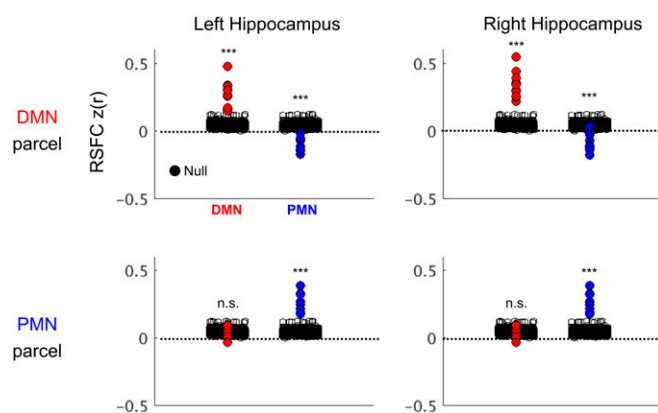 Left Hippocampus
Right Hippocampus
DMN
parcel
RSFC z(r)
0.5
0
−0.5
***
***
Null
DMN
PMN
0.5
0
−0.5
***
***
PMN
parcel
0.5
0
−0.5
n.s.
***
0.5
0
−0.5
n.s.
***